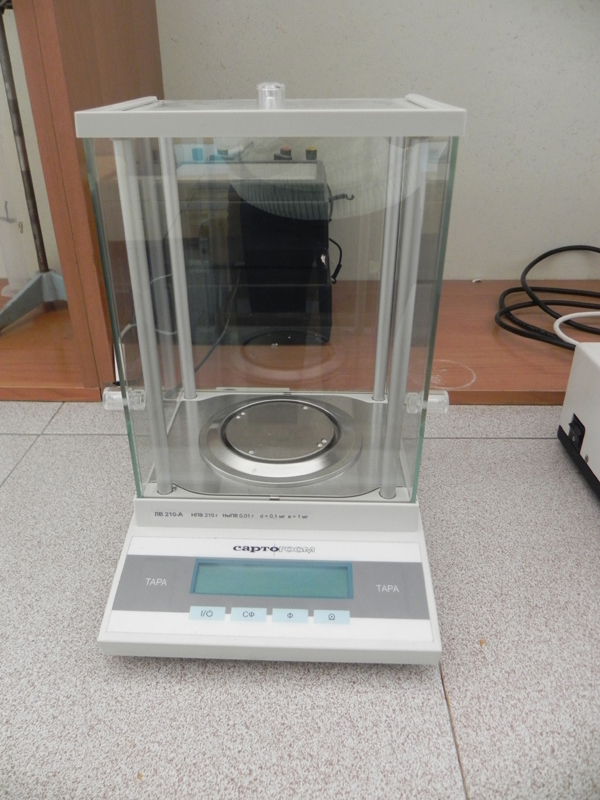 ЛВ 210-А НПВ 210 г НмПВ 0,01 г d = 0,1 мг e = 1 мг
сартогосм
ТАРА ТАРА
I/⏻ СФ Ф